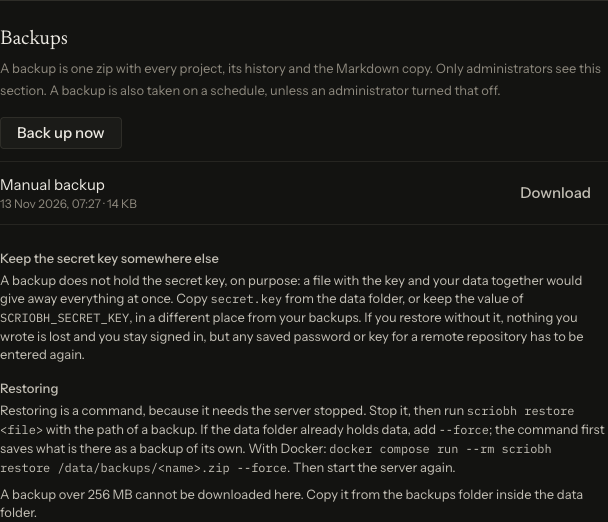 Backups
A backup is one zip with every project, its history and the Markdown copy. Only administrators see this
section. A backup is also taken on a schedule, unless an administrator turned that off.
Back up now
Manual backup
Download
13 Nov 2026, 07:27 · 14 KB
Keep the secret key somewhere else
A backup does not hold the secret key, on purpose: a file with the key and your data together would
give away everything at once. Copy secret.key from the data folder, or keep the value of
SCRIOBH_SECRET_KEY, in a different place from your backups. If you restore without it, nothing you
wrote is lost and you stay signed in, but any saved password or key for a remote repository has to be
entered again.
Restoring
Restoring is a command, because it needs the server stopped. Stop it, then run scriobh restore
<file> with the path of a backup. If the data folder already holds data, add --force; the command first
saves what is there as a backup of its own. With Docker: docker compose run --rm scriobh
restore /data/backups/<name>.zip --force. Then start the server again.
A backup over 256 MB cannot be downloaded here. Copy it from the backups folder inside the data
folder.